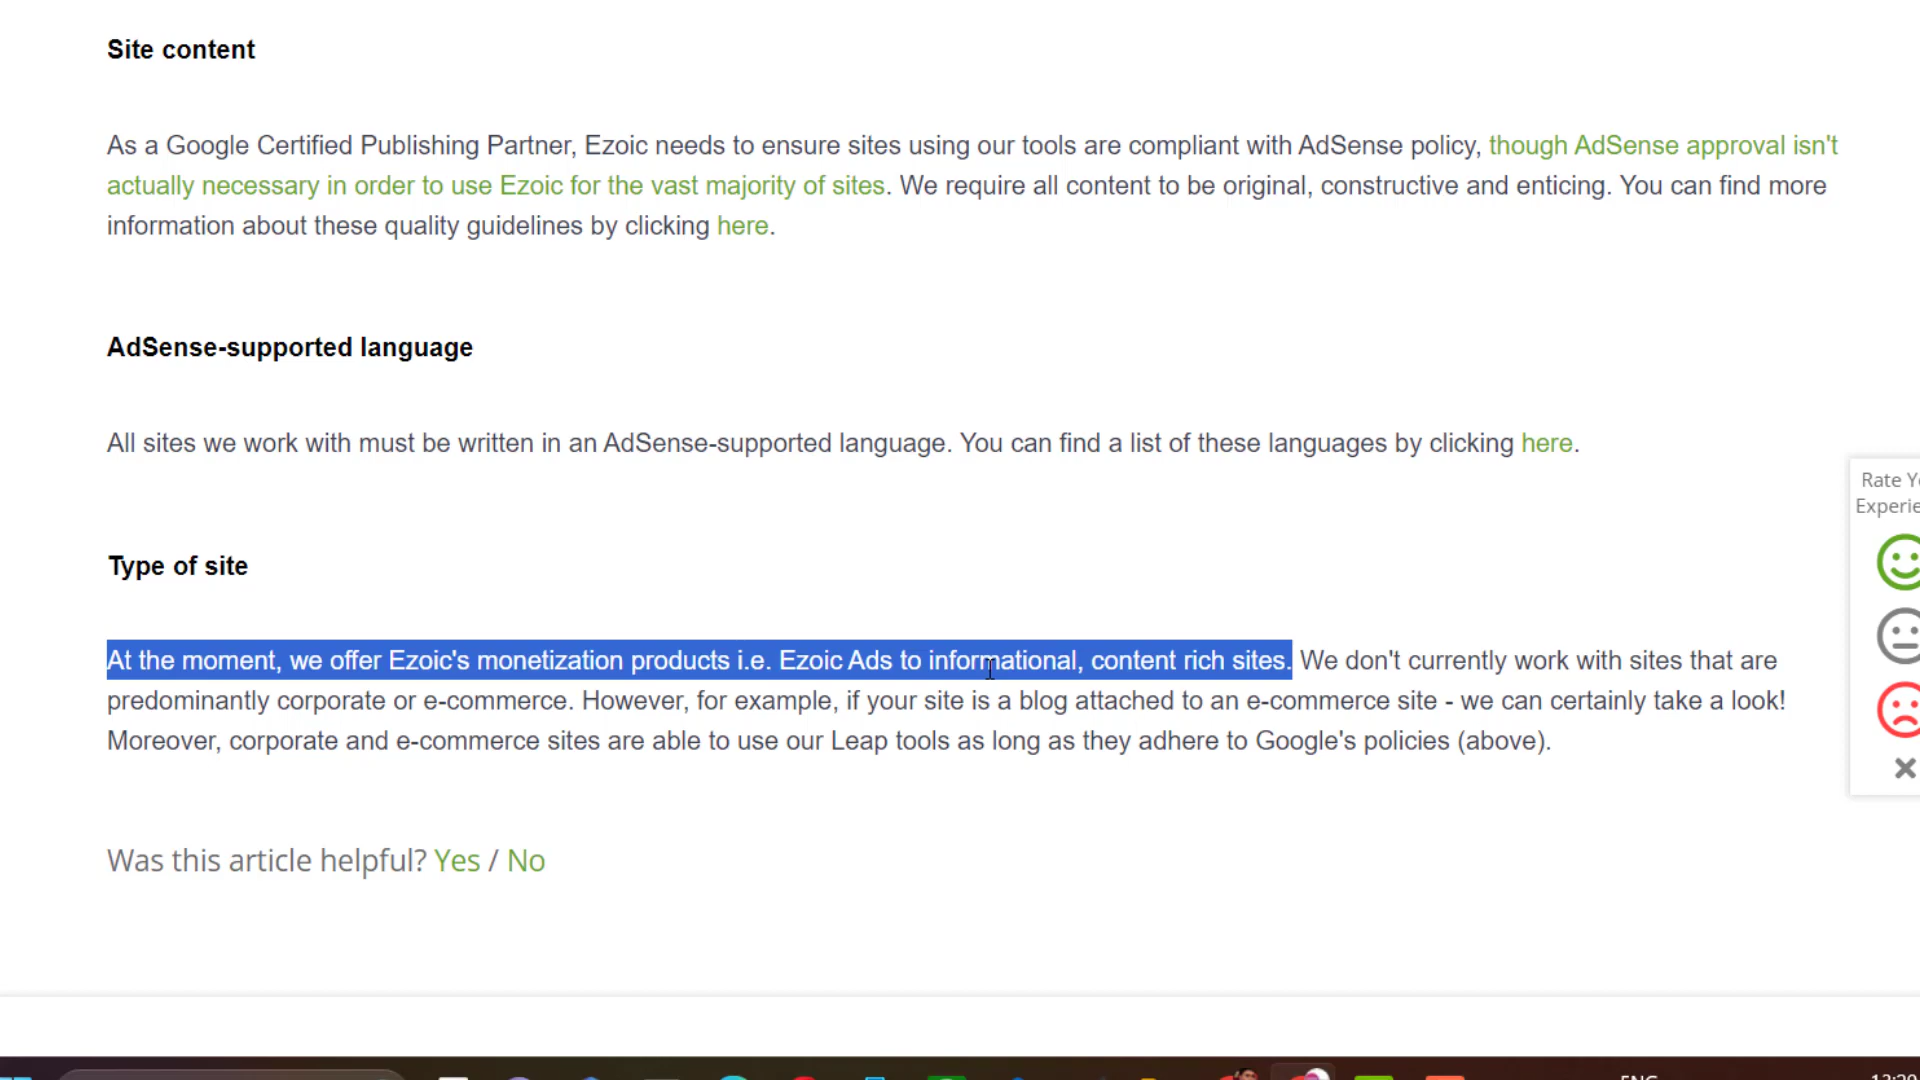 Site content
As a Google Certified Publishing Partner, Ezoic needs to ensure sites using our tools are compliant with AdSense policy, though AdSense approval isn't
actually necessary in order to use Ezoic for the vast majority of sites. We require all content to be original, constructive and enticing. You can find more
information about these quality guidelines by clicking here.
AdSense-supported language
All sites we work with must be written in an AdSense-supported language. You can find a list of these languages by clicking here.
Rate
Type of site
At the moment, we offer Ezoic's monetization products i.e. Ezoic Ads to informational, content rich sites. We don't currently work with sites that are
predominantly corporate or e-commerce. However, for example, if your site is a blog attached to an e-commerce site - we can certainly take a look!
Moreover, corporate and e-commerce sites are able to use our Leap tools as long as they adhere to Google's policies (above).
Was this article helpful? Yes / No